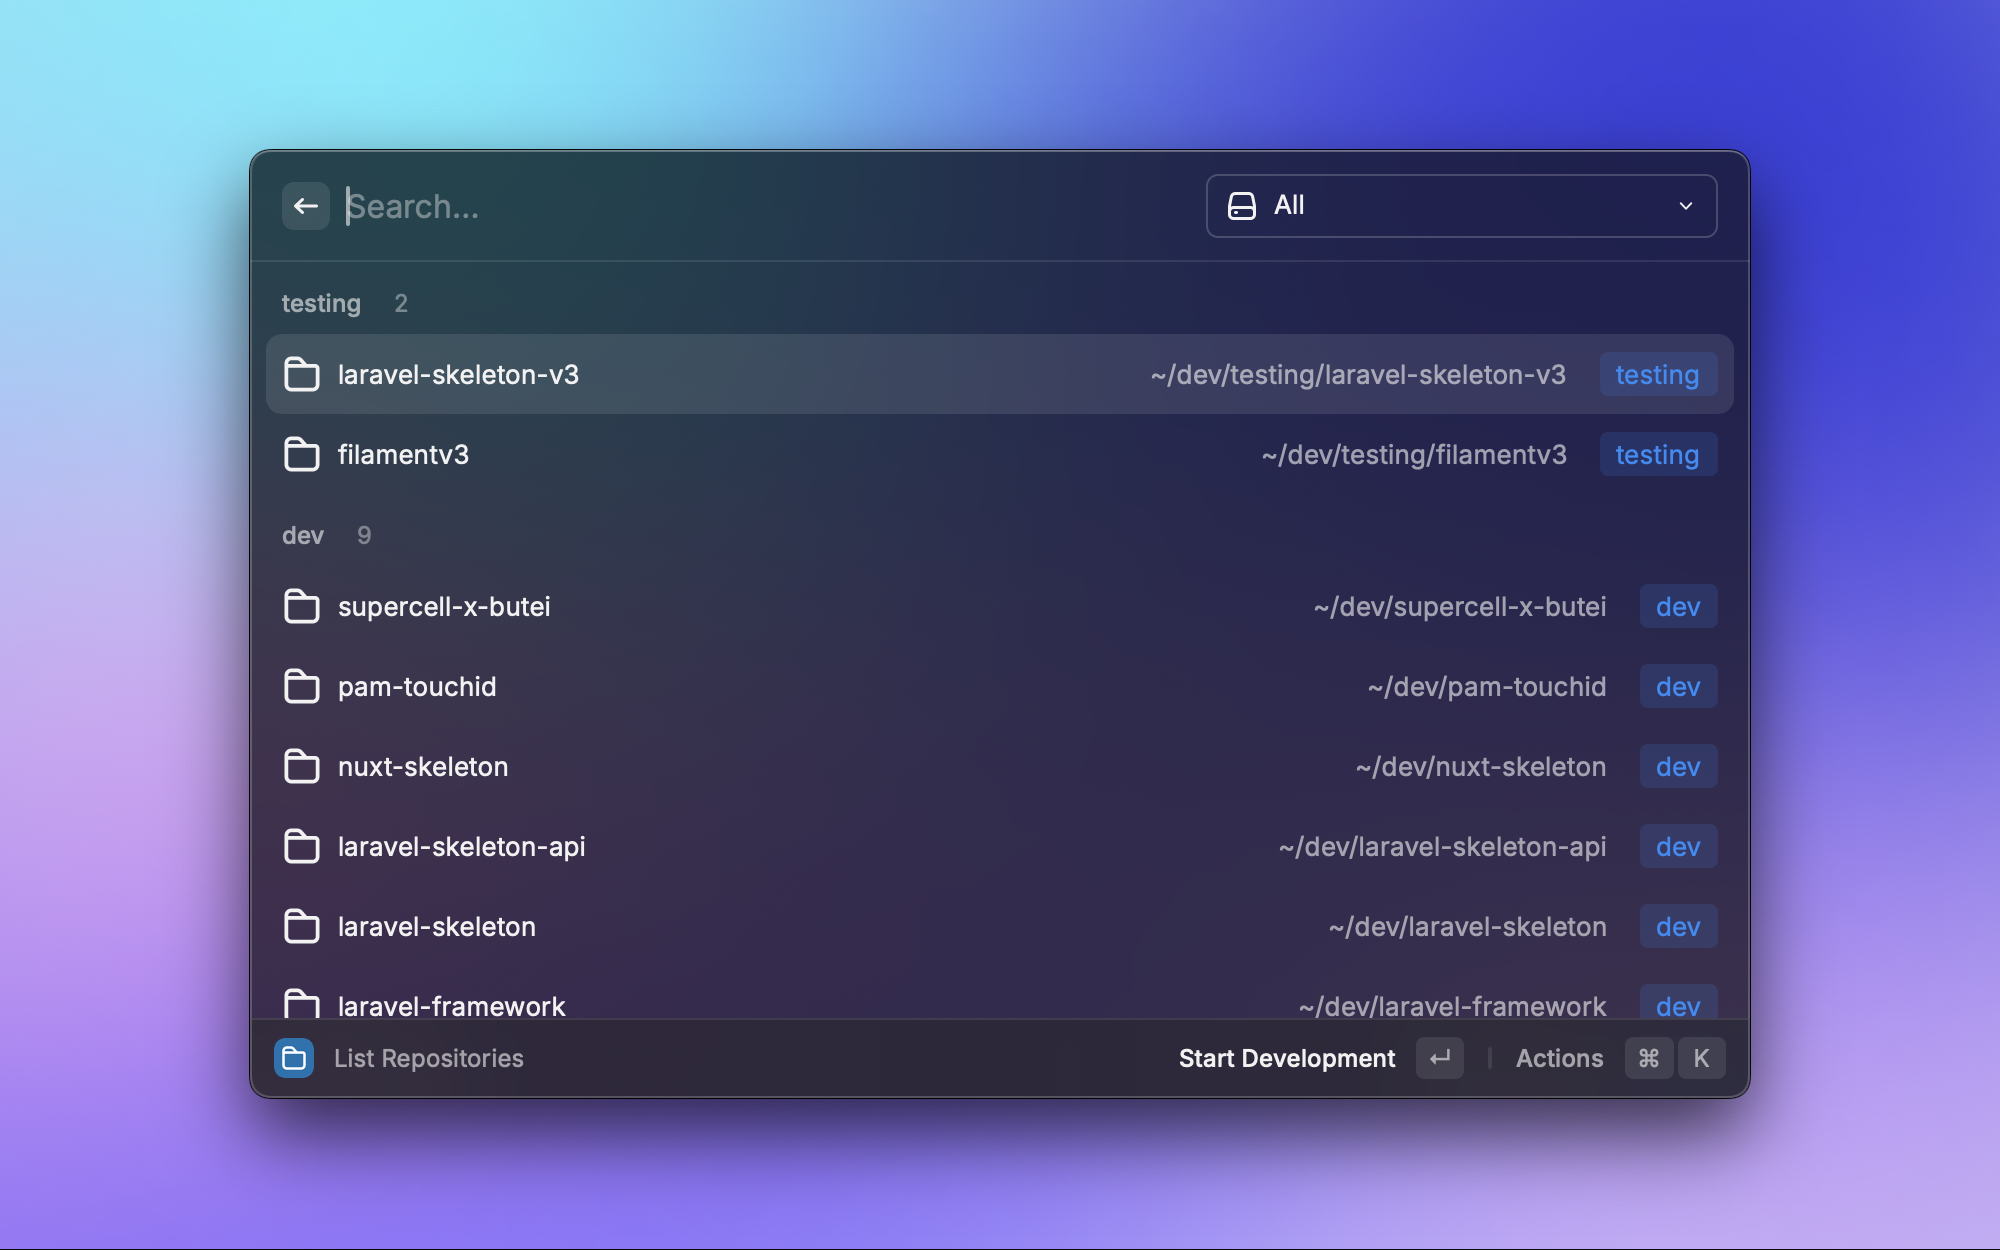 Search...
All
testing 2
laravel-skeleton-v3 ~/dev/testing/laravel-skeleton-v3 testing
filamentv3 ~/dev/testing/filamentv3 testing
dev 9
supercell-x-butei ~/dev/supercell-x-butei dev
pam-touchid ~/dev/pam-touchid dev
nuxt-skeleton ~/dev/nuxt-skeleton dev
laravel-skeleton-api ~/dev/laravel-skeleton-api dev
laravel-skeleton ~/dev/laravel-skeleton dev
laravel-framework ~/dev/laravel-framework dev
List Repositories Start Development ↵ | Actions ⌘ K